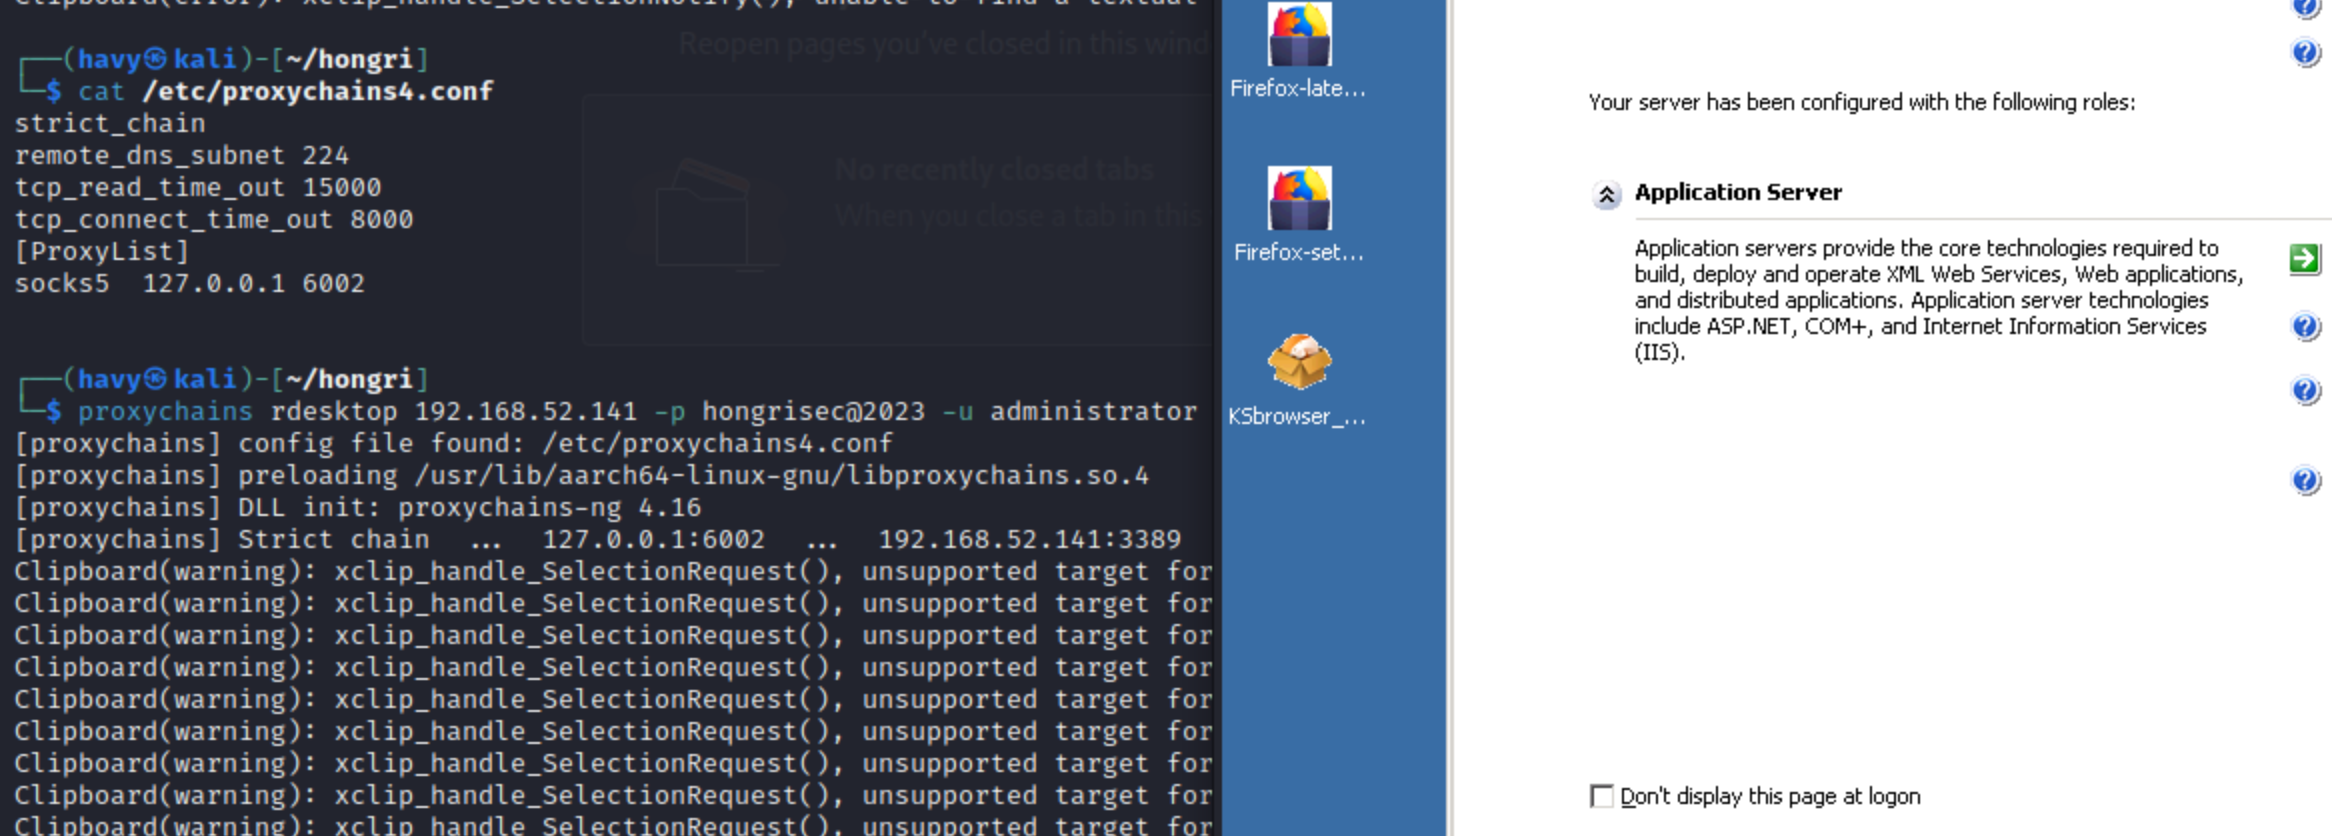 Clipboard(error): xclip_handle_SelectionNotify(), unable to find a textual
Reopen pages you've closed in this wind
┌──(havy㉿kali)-[~/hongri]
└─$ cat /etc/proxychains4.conf
strict_chain
remote_dns_subnet 224
tcp_read_time_out 15000
tcp_connect_time_out 8000
[ProxyList]
socks5  127.0.0.1 6002
No recently closed tabs
When you close a tab in this
┌──(havy㉿kali)-[~/hongri]
└─$ proxychains rdesktop 192.168.52.141 -p hongrisec@2023 -u administrator
[proxychains] config file found: /etc/proxychains4.conf
[proxychains] preloading /usr/lib/aarch64-linux-gnu/libproxychains.so.4
[proxychains] DLL init: proxychains-ng 4.16
[proxychains] Strict chain  ...  127.0.0.1:6002  ...  192.168.52.141:3389
Clipboard(warning): xclip_handle_SelectionRequest(), unsupported target for
Clipboard(warning): xclip_handle_SelectionRequest(), unsupported target for
Clipboard(warning): xclip_handle_SelectionRequest(), unsupported target for
Clipboard(warning): xclip_handle_SelectionRequest(), unsupported target for
Clipboard(warning): xclip_handle_SelectionRequest(), unsupported target for
Clipboard(warning): xclip_handle_SelectionRequest(), unsupported target for
Clipboard(warning): xclip_handle_SelectionRequest(), unsupported target for
Clipboard(warning): xclip_handle_SelectionRequest(), unsupported target for
Clipboard(warning): xclip_handle_SelectionRequest(), unsupported target for
Firefox-late...
Firefox-set...
KSbrowser_...
Your server has been configured with the following roles:
Application Server
Application servers provide the core technologies required to
build, deploy and operate XML Web Services, Web applications,
and distributed applications. Application server technologies
include ASP.NET, COM+, and Internet Information Services
(IIS).
Don't display this page at logon